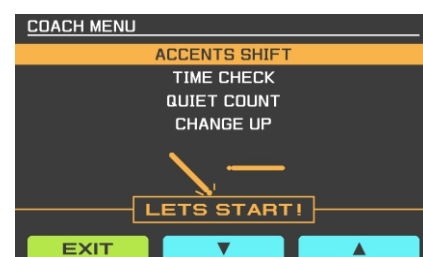 COACH MENU
ACCENTS SHIFT
TIME CHECK
QUIET COUNT
CHANGE UP
LETS START!
EXIT ▼ ▲